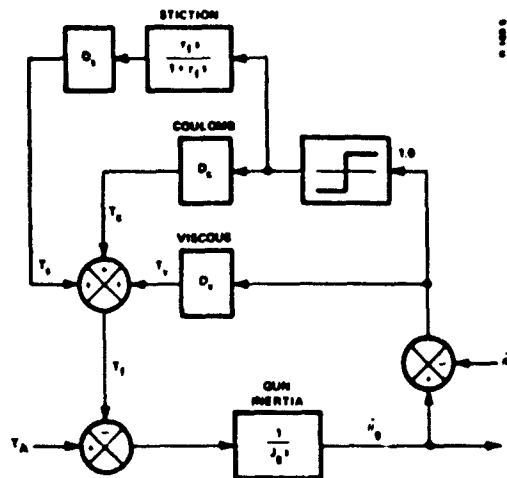 STICTION
D_s
τ_f s
1 + τ_f s
COULOMB
D_c
1.0
T_c
VISCOUS
T_s
T_v
D_v
T_f
GUN
INERTIA
T_A
1
J_g s